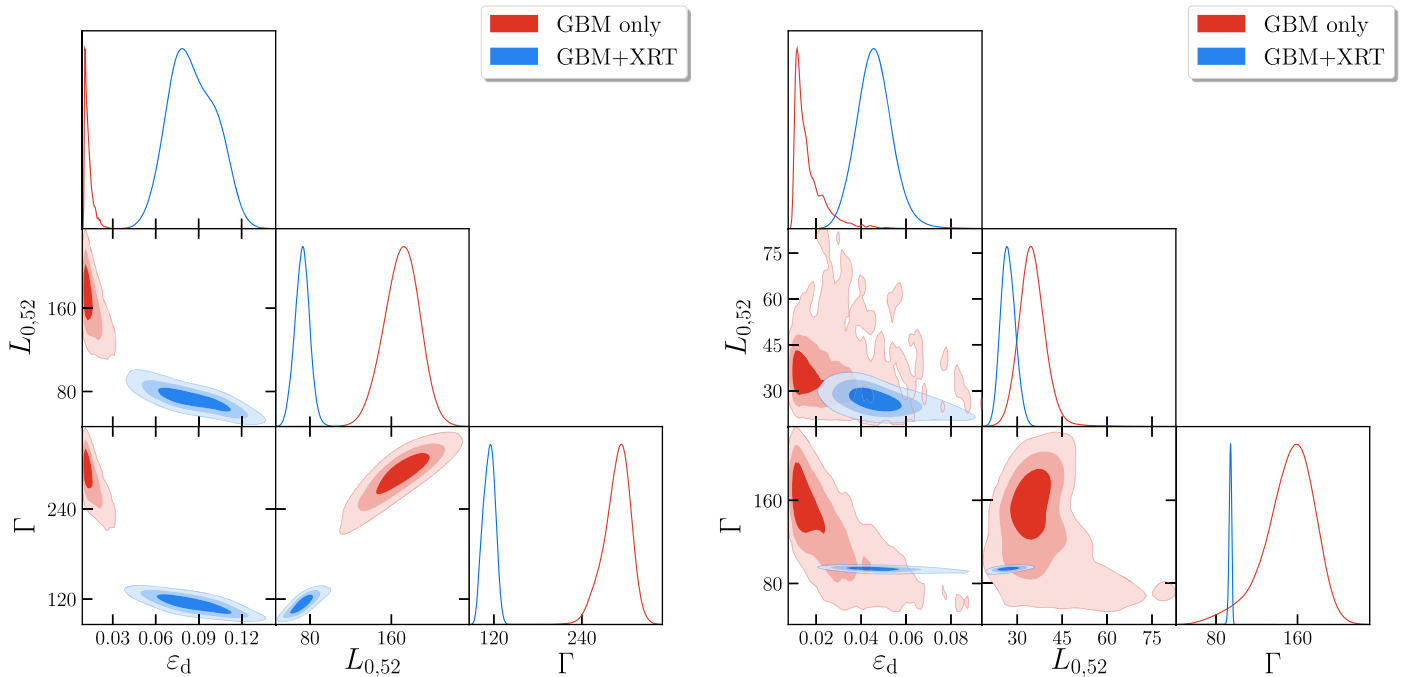 GBM only
GBM+XRT
L₀,₅₂
160
80
Γ
240
120
0.03 0.06 0.09 0.12
80 160
120 240
ε_d
L₀,₅₂
Γ
GBM only
GBM+XRT
L₀,₅₂
75
60
45
30
Γ
160
80
0.02 0.04 0.06 0.08
30 45 60 75
80 160
ε_d
L₀,₅₂
Γ